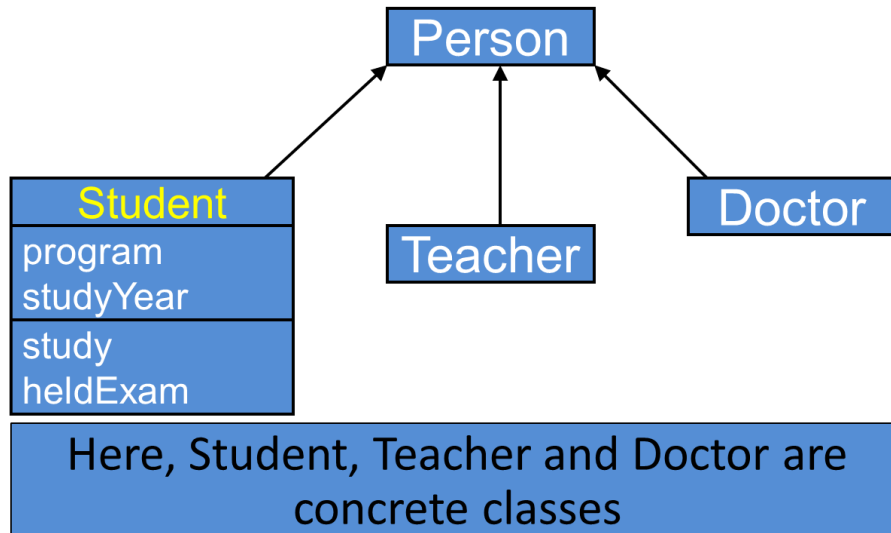 Person
Student
program
studyYear
study
heldExam
Teacher
Doctor
Here, Student, Teacher and Doctor are
concrete classes